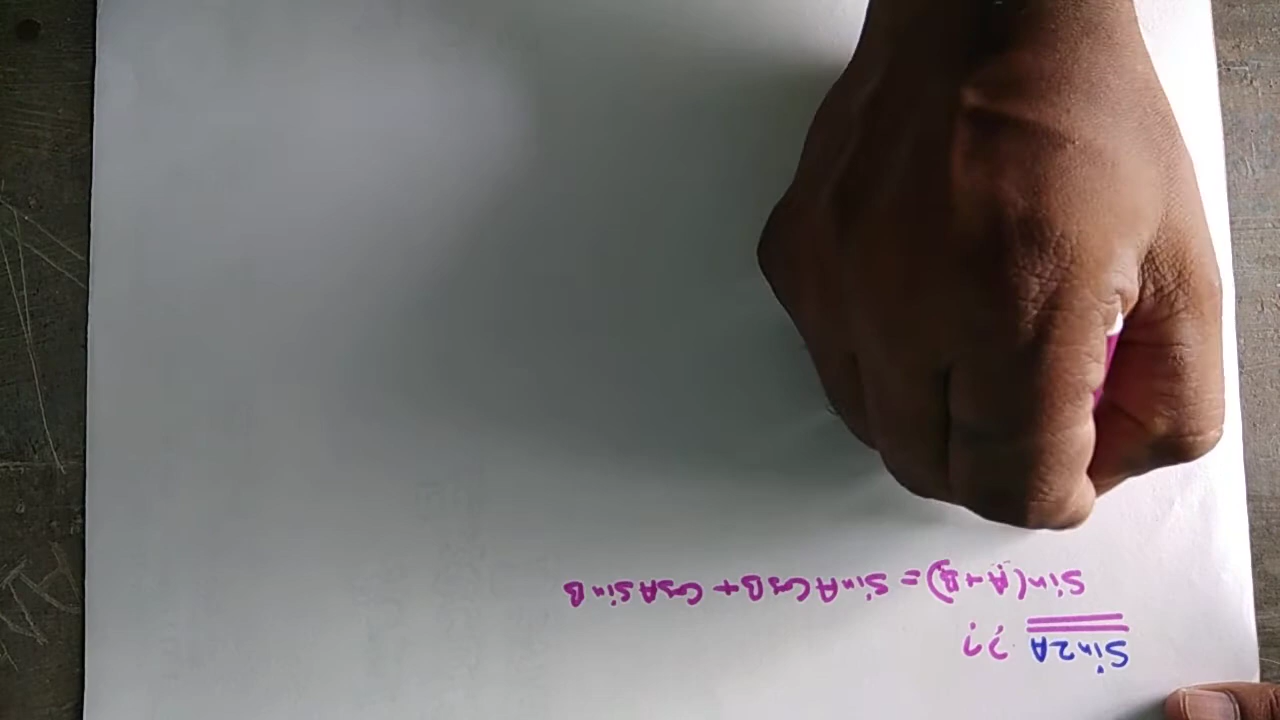 Sin2A ??
Sin(A+B) = SinA CosB + CosA SinB